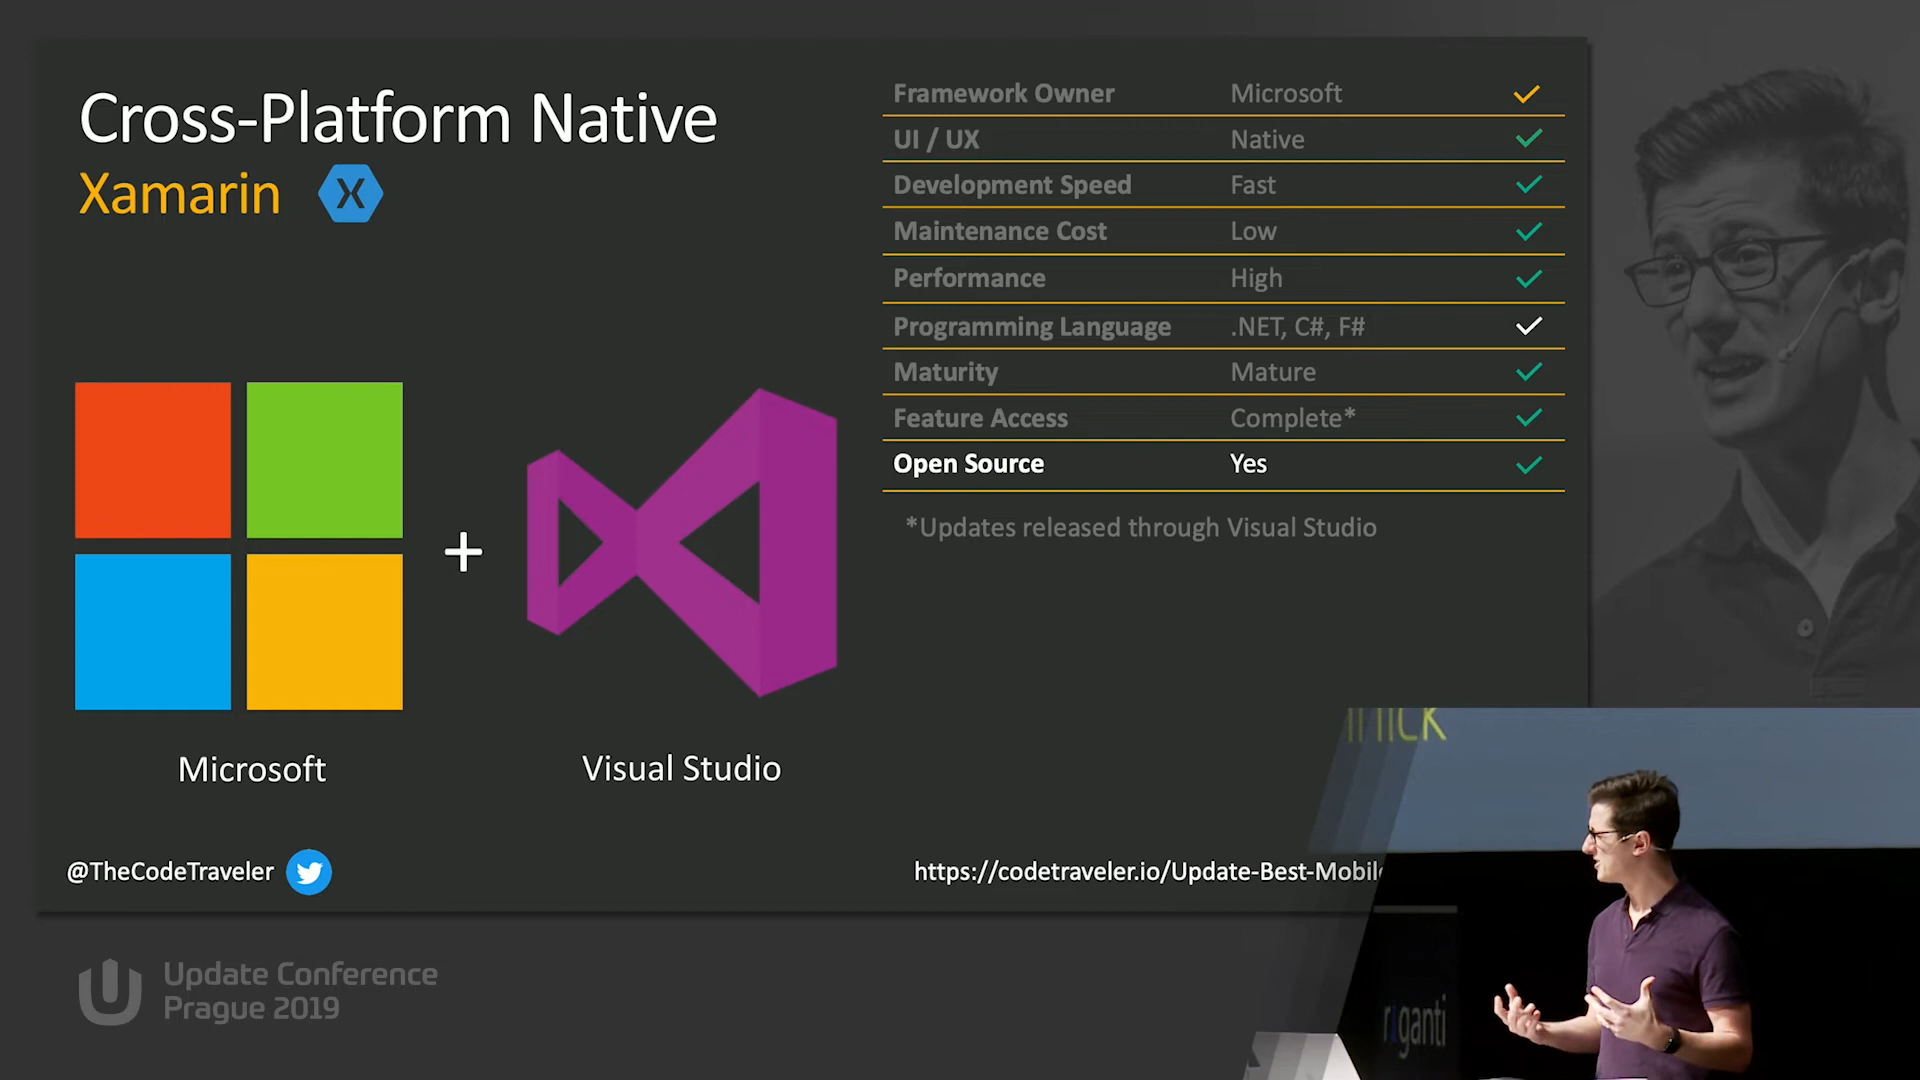 Cross-Platform Native
Xamarin
X
Framework Owner Microsoft
UI / UX Native
Development Speed Fast
Maintenance Cost Low
Performance High
Programming Language .NET, C#, F#
Maturity Mature
Feature Access Complete*
Open Source Yes
*Updates released through Visual Studio
+
Microsoft
Visual Studio
@TheCodeTraveler
https://codetraveler.io/Update-Best-Mobile
Update Conference
Prague 2019
riganti